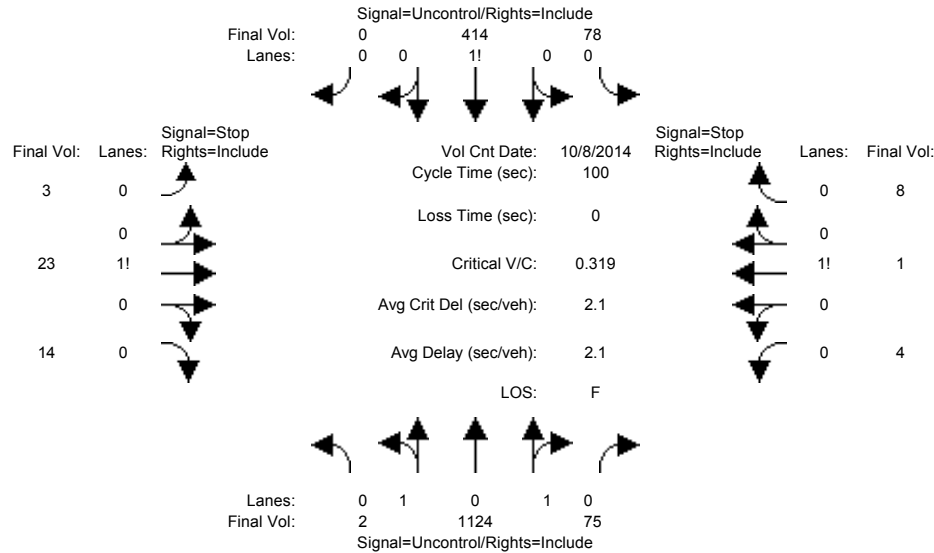 Signal=Uncontrol/Rights=Include
Final Vol: 0 414 78
Lanes: 0 0 1! 0 0
Signal=Stop Signal=Stop
Final Vol: Lanes: Rights=Include Vol Cnt Date: 10/8/2014 Rights=Include Lanes: Final Vol:
Cycle Time (sec): 100
3 0 0 8
Loss Time (sec): 0
0 0
23 1! Critical V/C: 0.319 1! 1
0 Avg Crit Del (sec/veh): 2.1 0
14 0 Avg Delay (sec/veh): 2.1 0 4
LOS: F
Lanes: 0 1 0 1 0
Final Vol: 2 1124 75
Signal=Uncontrol/Rights=Include